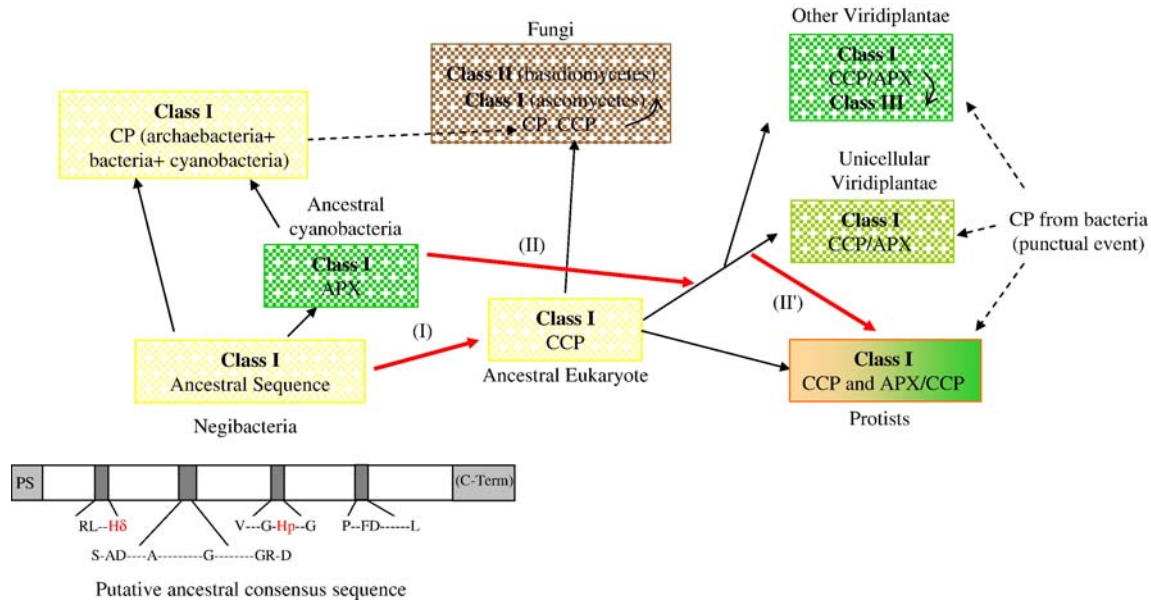 Fungi
Class II (basidiomycetes)
Class I (ascomycetes)
CP, CCP
Other Viridiplantae
Class I
CCP/APX
Class III
Class I
CP (archaebacteria+
bacteria+ cyanobacteria)
Ancestral
cyanobacteria
Class I
APX
(II)
Unicellular
Viridiplantae
Class I
CCP/APX
CP from bacteria
(punctual event)
(I)
Class I
CCP
Ancestral Eukaryote
(II')
Class I
Ancestral Sequence
Negibacteria
Class I
CCP and APX/CCP
Protists
PS
(C-Term)
RL--Hδ
V---G-Hp--G
P--FD------L
S-AD----A---------G-------GR-D
Putative ancestral consensus sequence